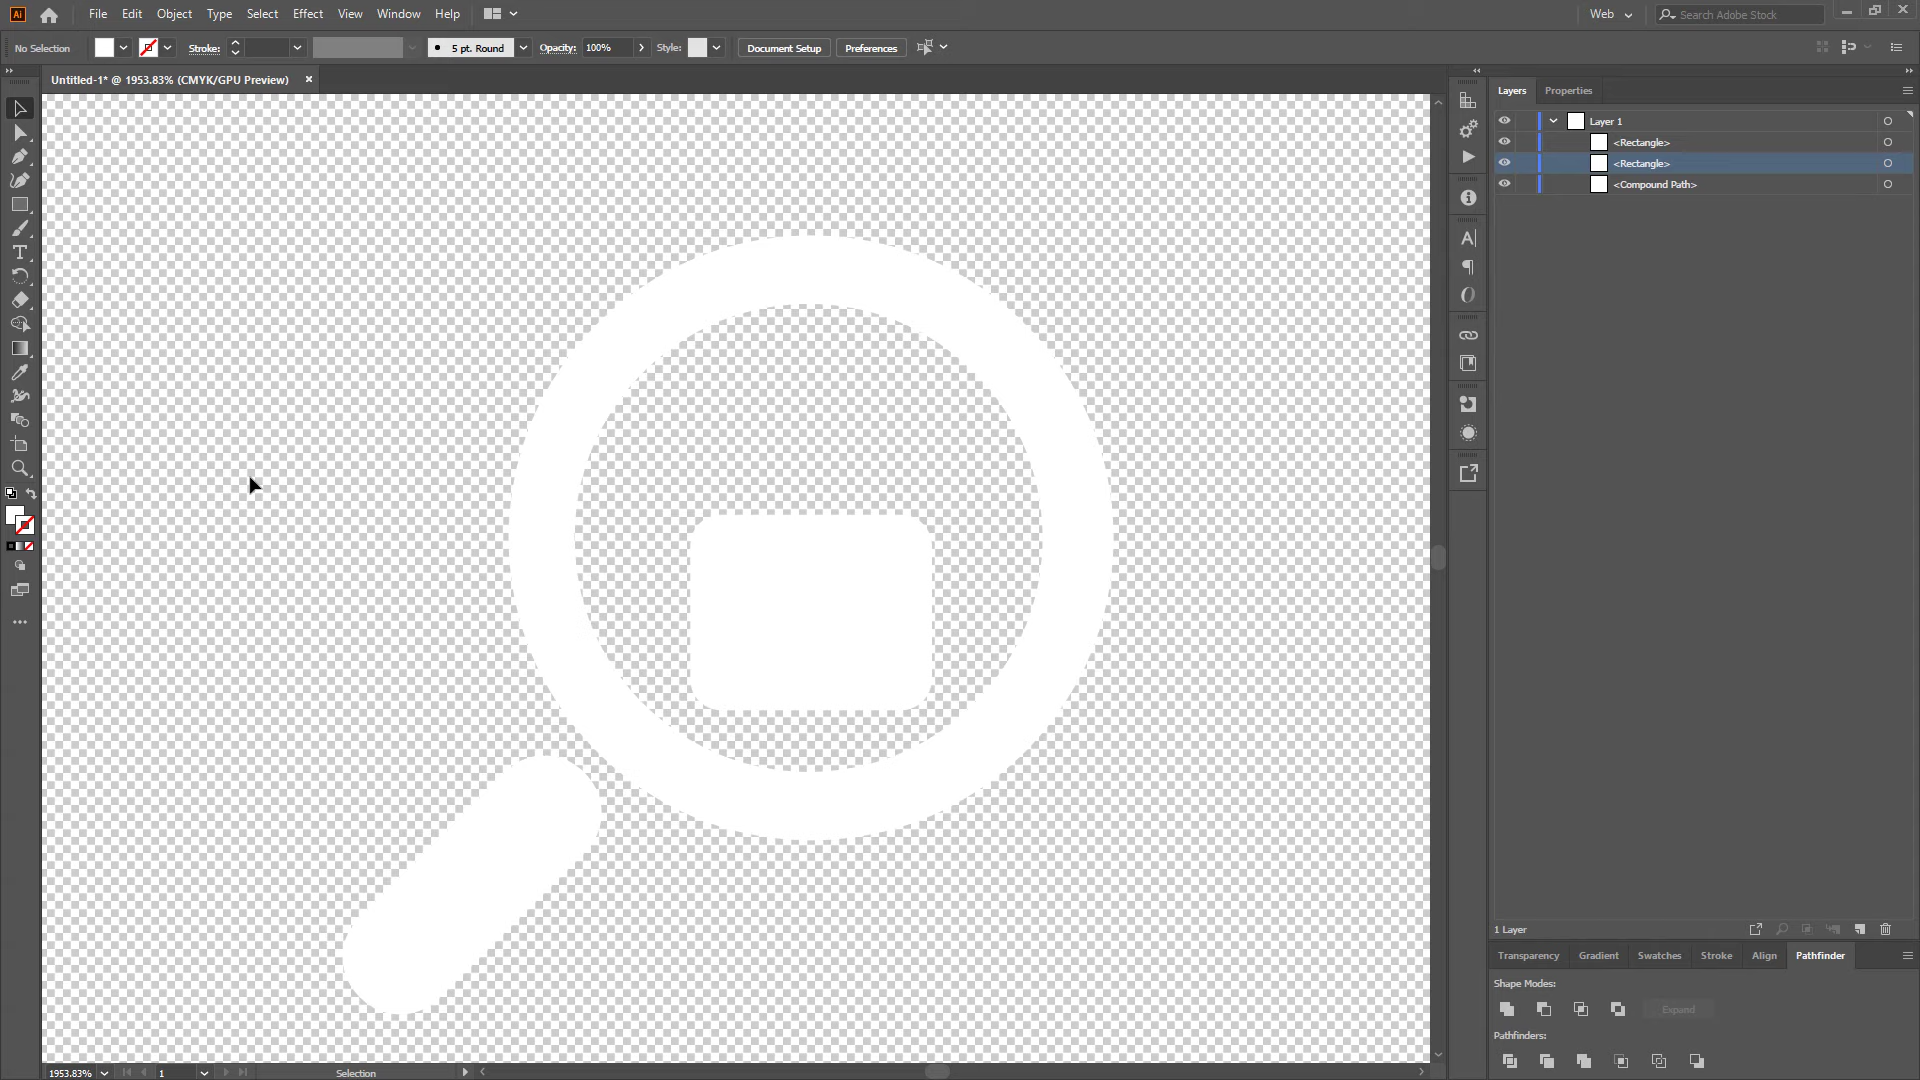 Ai File Edit Object Type Select Effect View Window Help Web Search Adobe Stock
No Selection Stroke: 5 pt. Round Opacity: 100% Style: Document Setup Preferences
Untitled-1* @ 1953.83% (CMYK/GPU Preview)
Layers Properties
Layer 1
<Rectangle>
<Rectangle>
<Compound Path>
1 Layer
Transparency Gradient Swatches Stroke Align Pathfinder
Shape Modes:
Expand
Pathfinders:
1953.83% 1 Selection